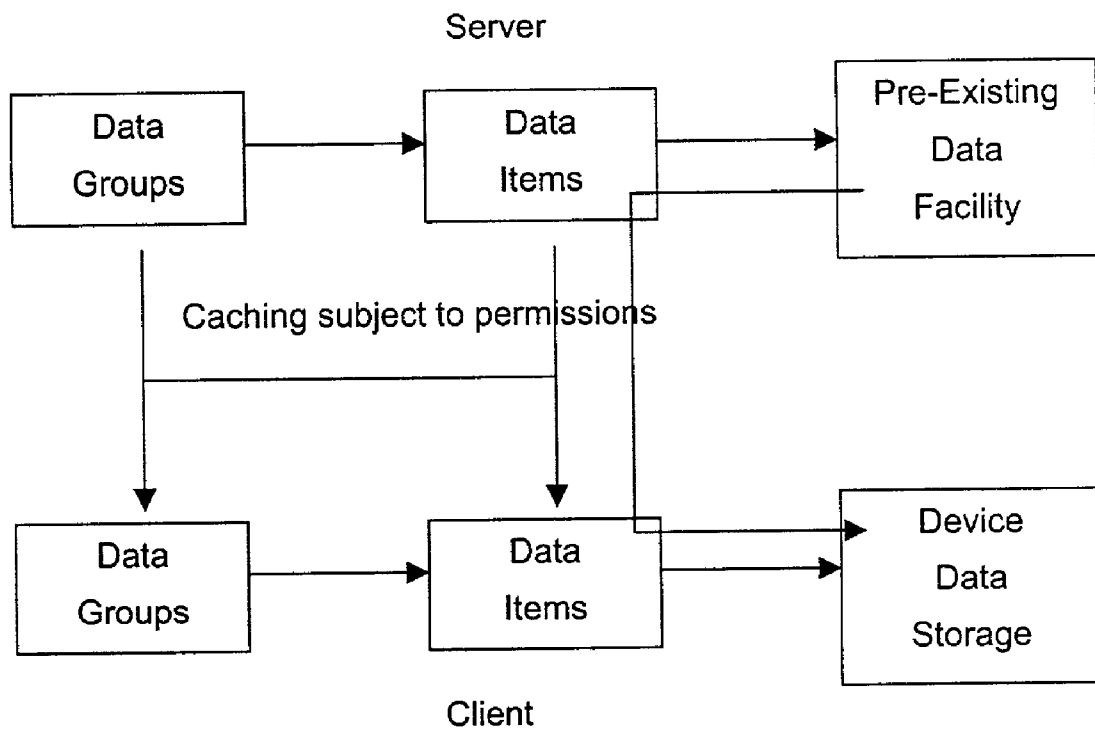 Server
Data
Groups
Data
Items
Pre-Existing
Data
Facility
Caching subject to permissions
Data
Groups
Data
Items
Device
Data
Storage
Client